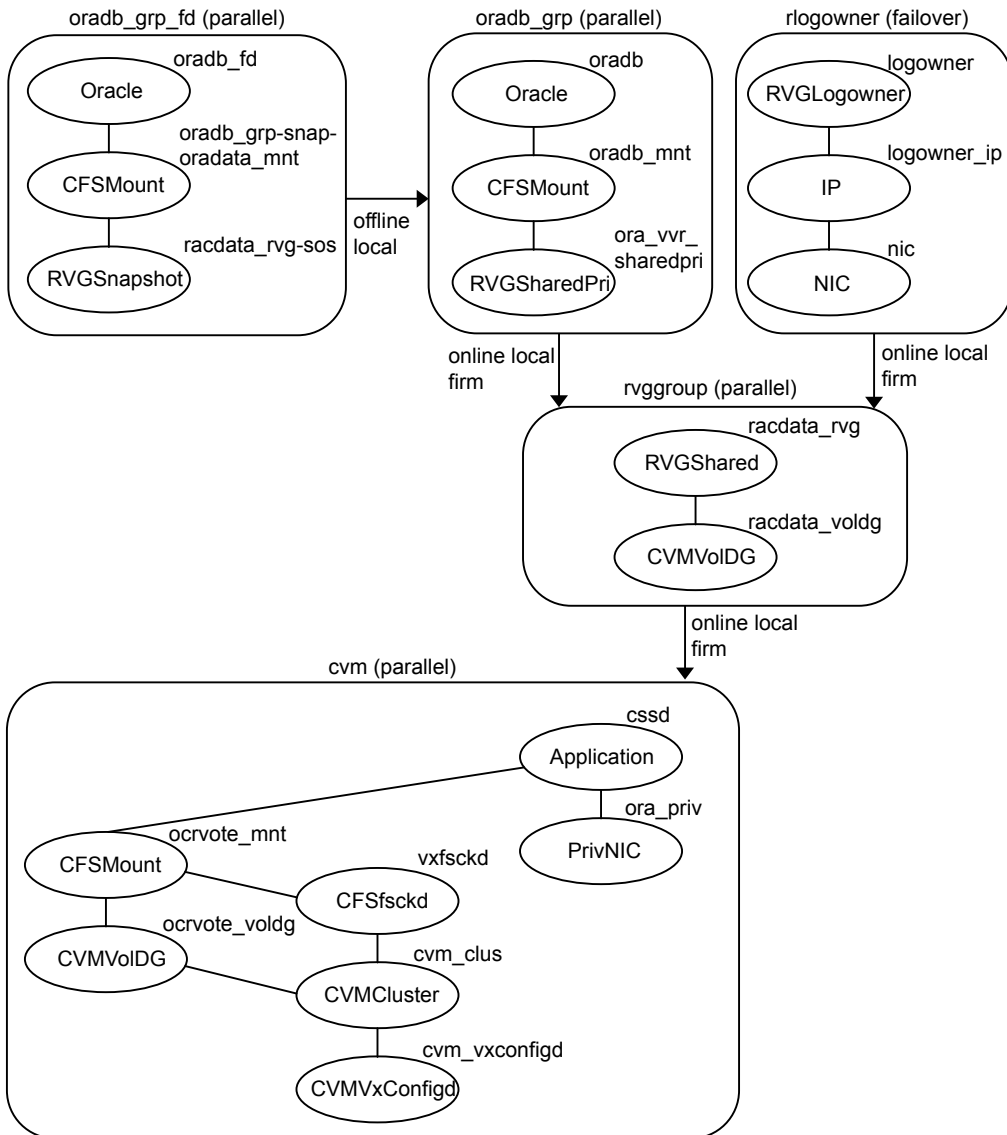 oradb_grp_fd (parallel)
oradb_fd
Oracle
oradb_grp-snap-
oradata_mnt
CFSMount
racdata_rvg-sos
RVGSnapshot
offline
local
oradb_grp (parallel)
oradb
Oracle
oradb_mnt
CFSMount
ora_vvr_
sharedpri
RVGSharedPri
rlogowner (failover)
logowner
RVGLogowner
logowner_ip
IP
nic
NIC
online local
firm
online local
firm
rvggroup (parallel)
racdata_rvg
RVGShared
racdata_voldg
CVMVolDG
online local
firm
cvm (parallel)
cssd
Application
ora_priv
PrivNIC
ocrvote_mnt
CFSMount
vxfsckd
CFSfsckd
ocrvote_voldg
CVMVolDG
cvm_clus
CVMCluster
cvm_vxconfigd
CVMVxConfigd